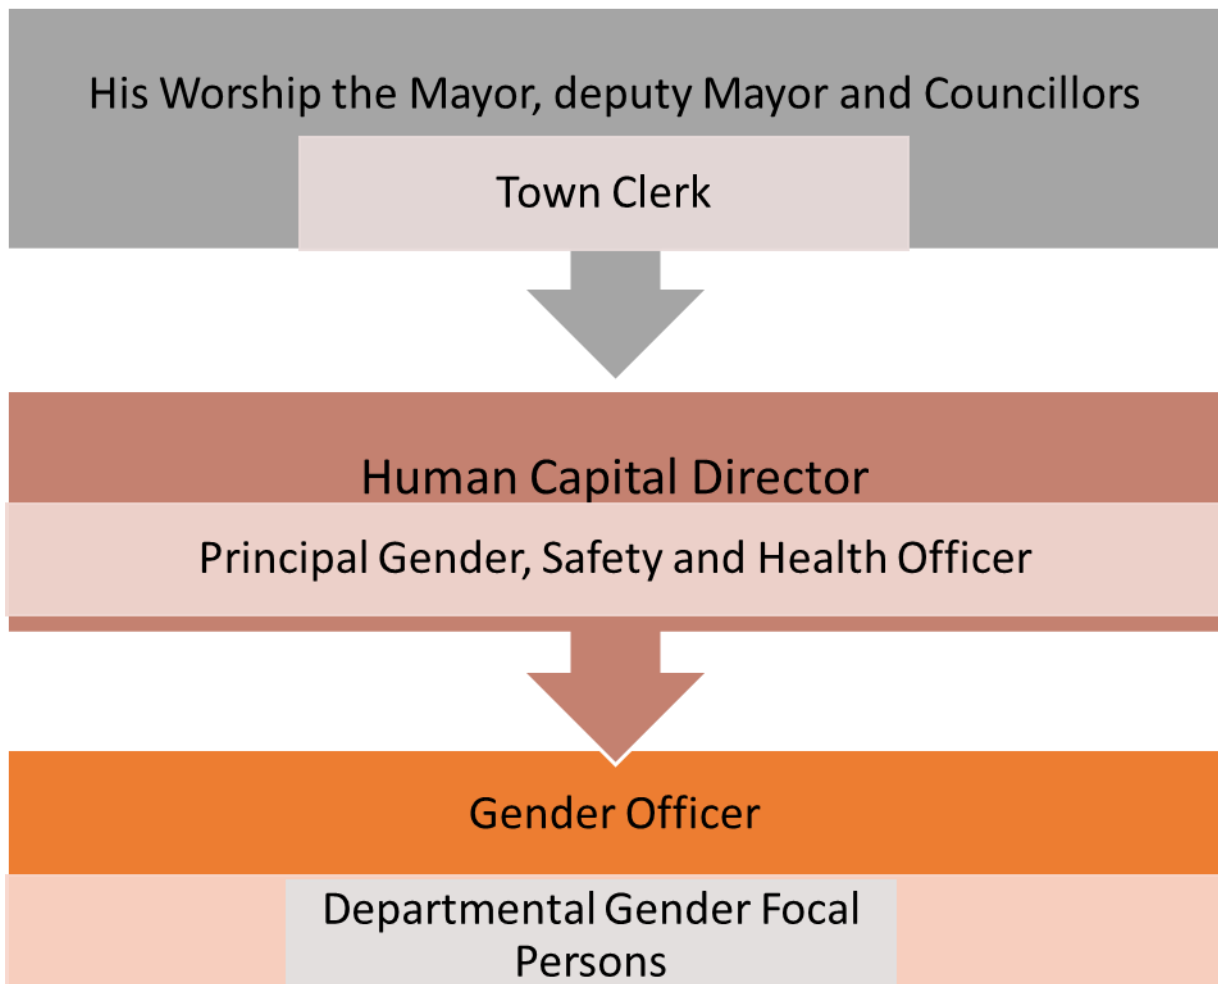 His Worship the Mayor, deputy Mayor and Councillors
Town Clerk
Human Capital Director
Principal Gender, Safety and Health Officer
Gender Officer
Departmental Gender Focal
Persons